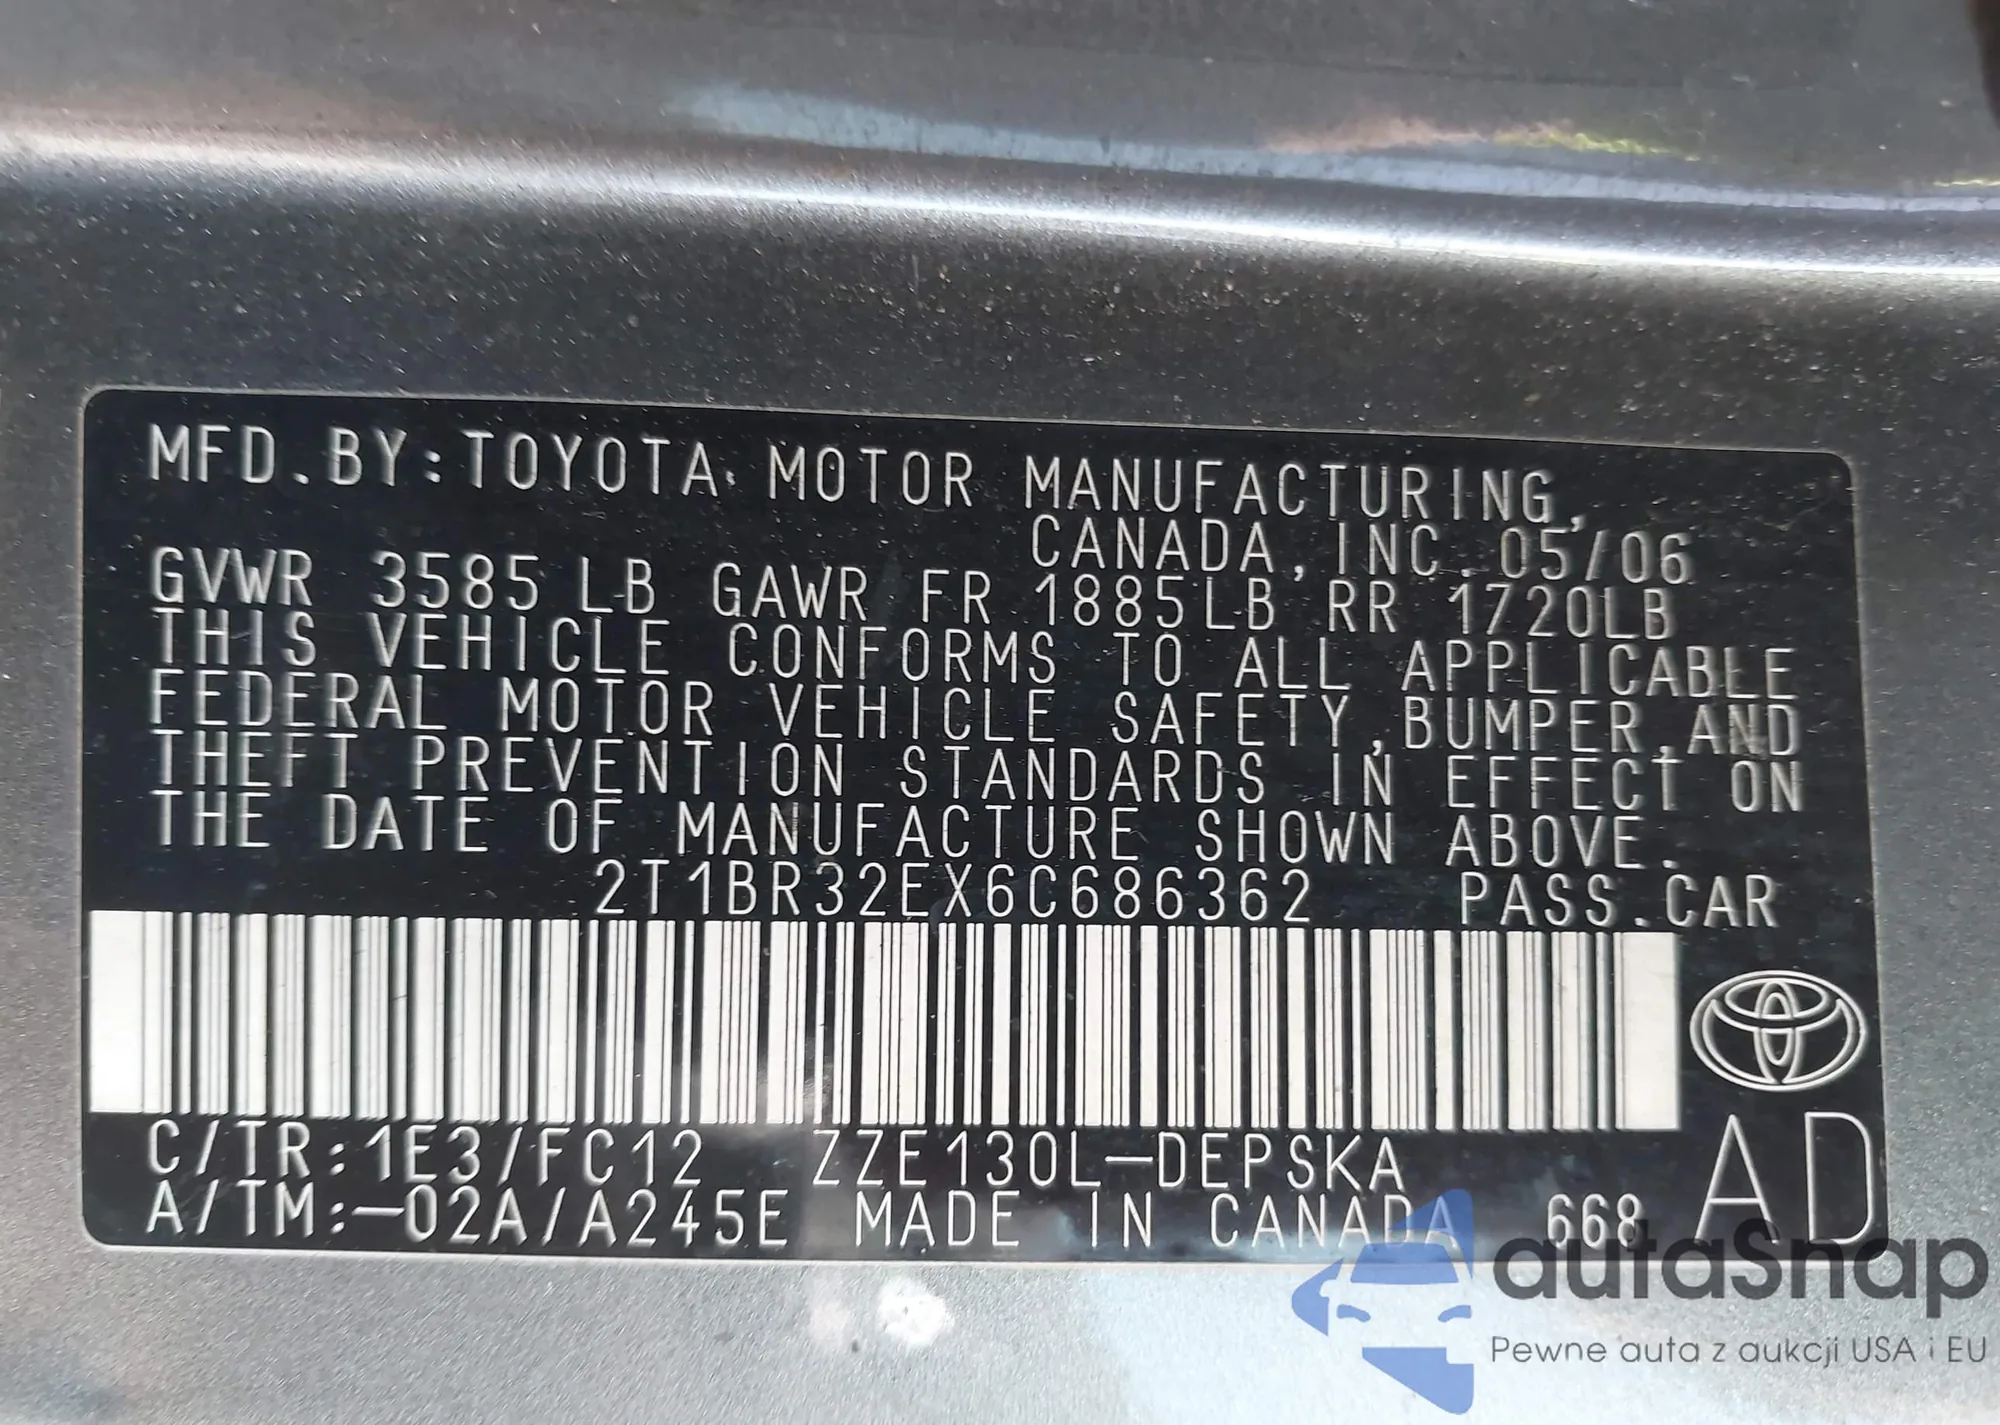 MFD.BY:TOYOTA MOTOR MANUFACTURING,
CANADA, INC. 05/06
GVWR 3585 LB GAWR FR 1885LB RR 1720LB
THIS VEHICLE CONFORMS TO ALL APPLICABLE
FEDERAL MOTOR VEHICLE SAFETY,BUMPER,AND
THEFT PREVENTION STANDARDS IN EFFECT ON
THE DATE OF MANUFACTURE SHOWN ABOVE.
2T1BR32EX6C686362 PASS.CAR
C/TR:1E3/FC12 ZZE130L-DEPSKA
A/TM:-02A/A245E MADE IN CANADA 668
AD
autaSnap
Pewne auta z aukcji USA i EU